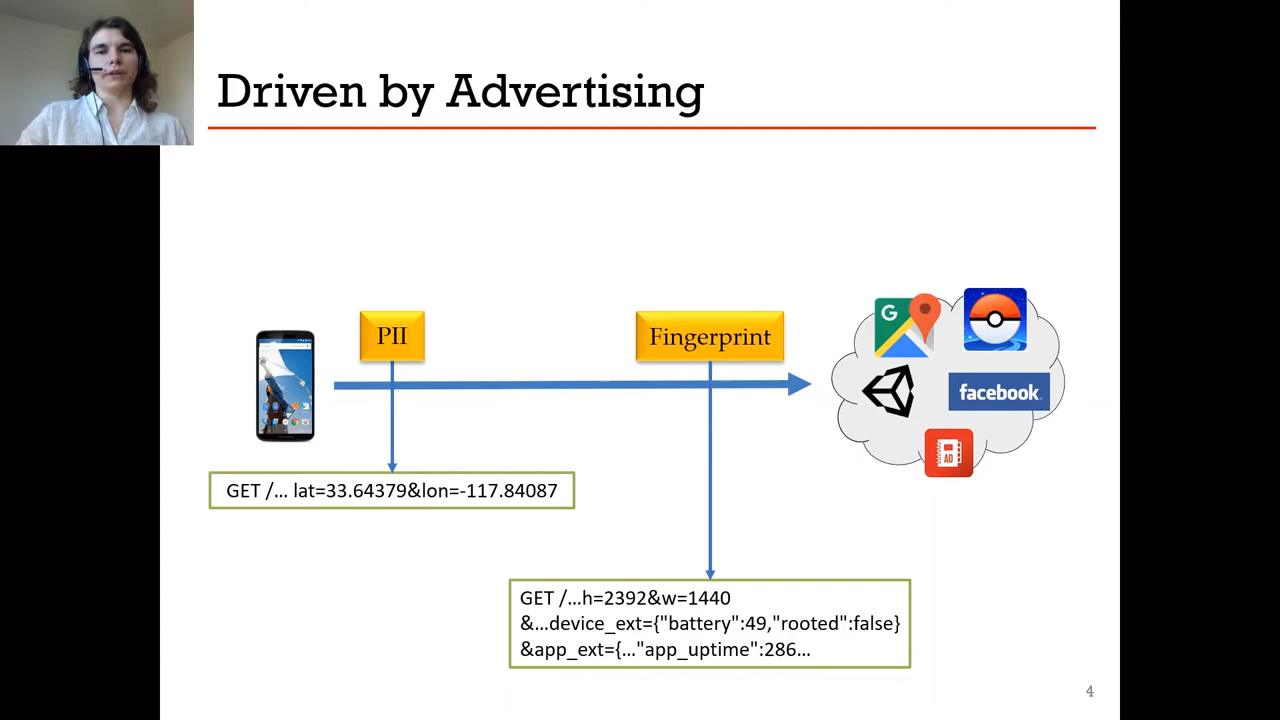 Driven by Advertising
PII
Fingerprint
G
facebook
AD
GET /... lat=33.64379&lon=-117.84087
GET /...h=2392&w=1440
&...device_ext={"battery":49,"rooted":false}
&app_ext={..."app_uptime":286...
4